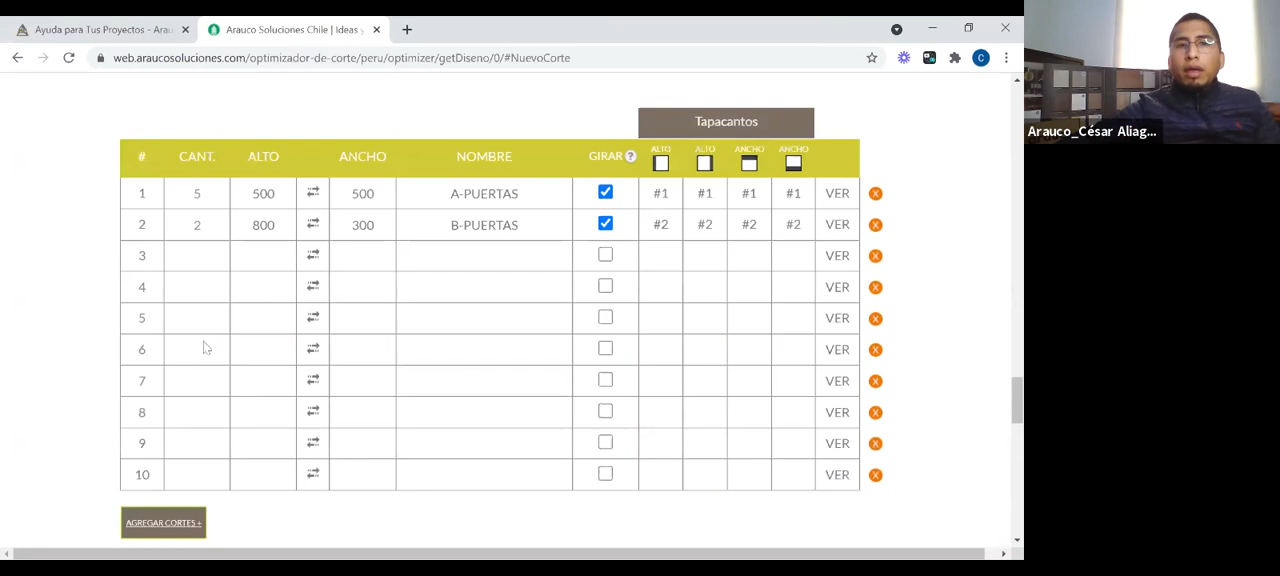 Ayuda para Tus Proyectos - Arau
Arauco Soluciones Chile | Ideas y
web.araucosoluciones.com/optimizador-de-corte/peru/optimizer/getDiseno/0/#NuevoCorte
C
Arauco_César Aliag...
Tapacantos
# CANT. ALTO ANCHO NOMBRE GIRAR ? ALTO ALTO ANCHO ANCHO
1 5 500 500 A-PUERTAS #1 #1 #1 #1 VER X
2 2 800 300 B-PUERTAS #2 #2 #2 #2 VER X
3 VER X
4 VER X
5 VER X
6 VER X
7 VER X
8 VER X
9 VER X
10 VER X
AGREGAR CORTES +